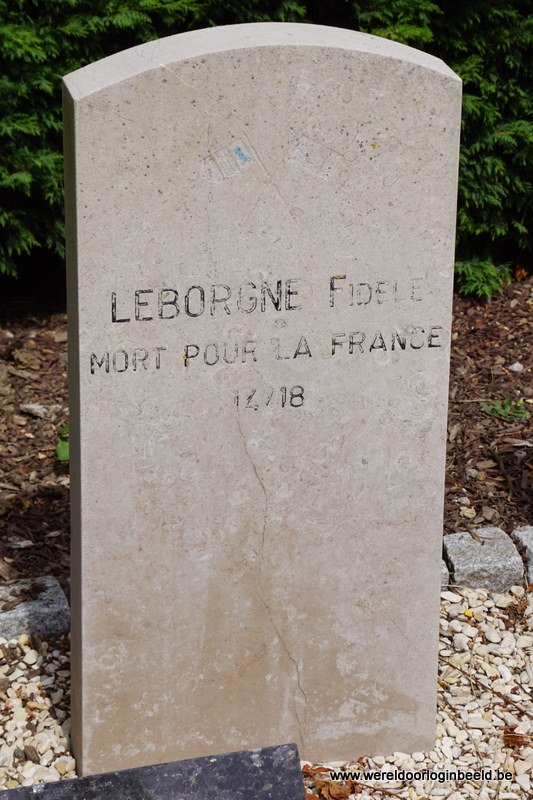 LEBORGNE FIDELE
MORT POUR LA FRANCE
14/18
www.wereldoorloginbeeld.be